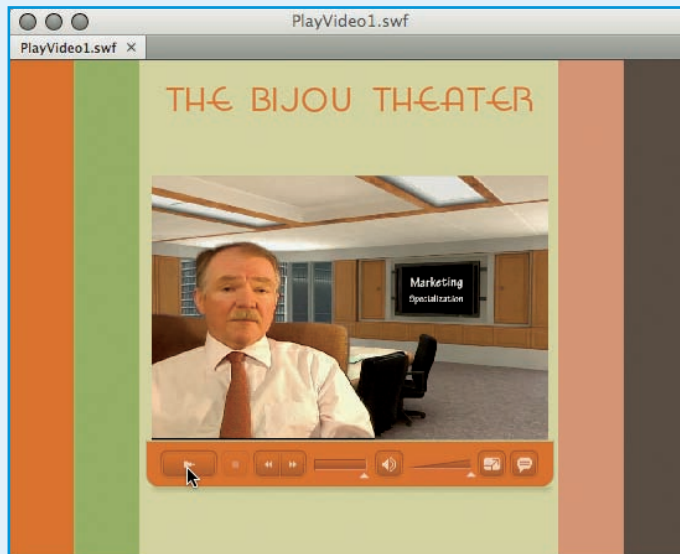 PlayVideo1.swf
PlayVideo1.swf ×
THE BIJOU THEATER
Marketing
Specialization